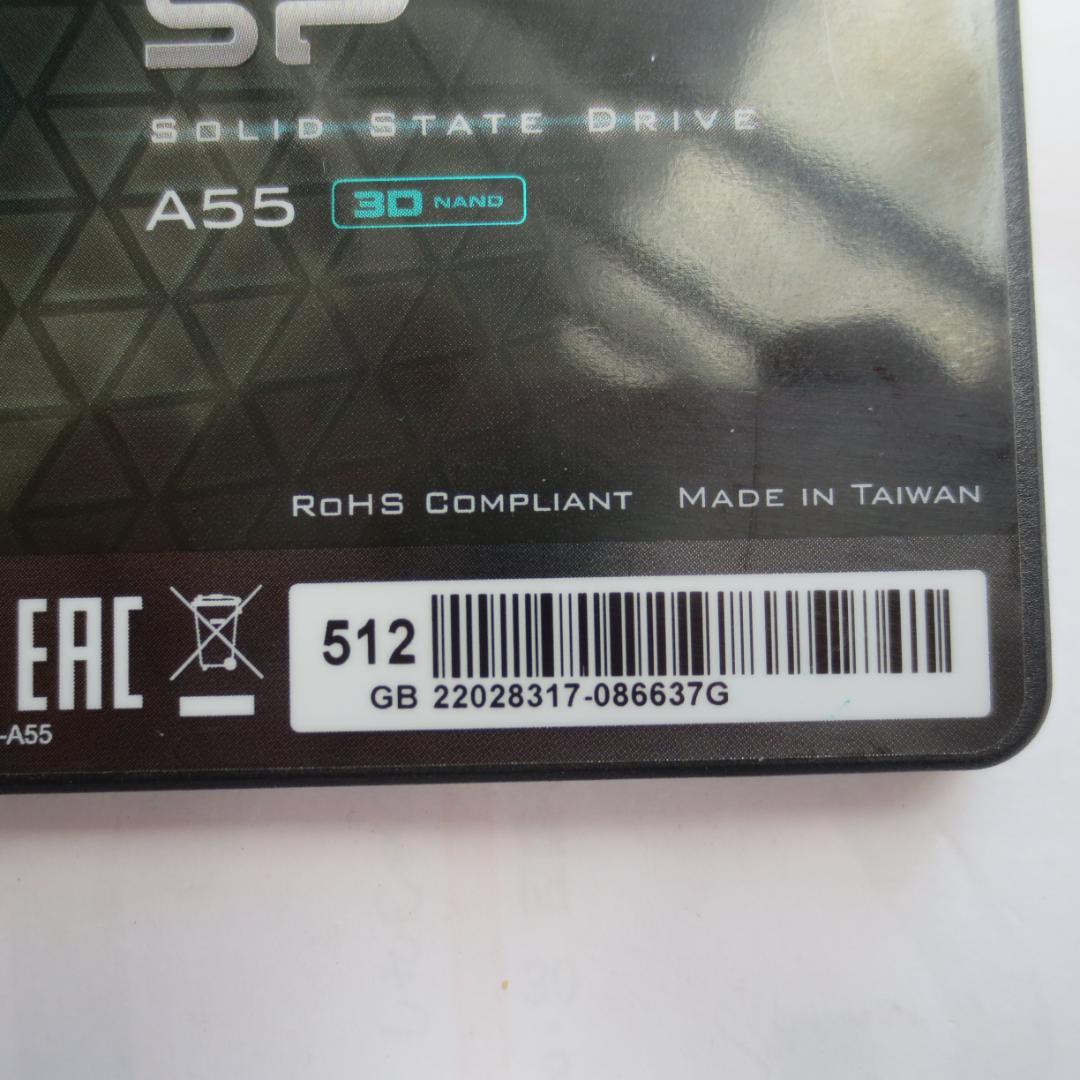 SP
SOLID STATE DRIVE
A55 3D NAND
RoHS COMPLIANT MADE IN TAIWAN
EAC
512
GB 22028317-086637G
-A55